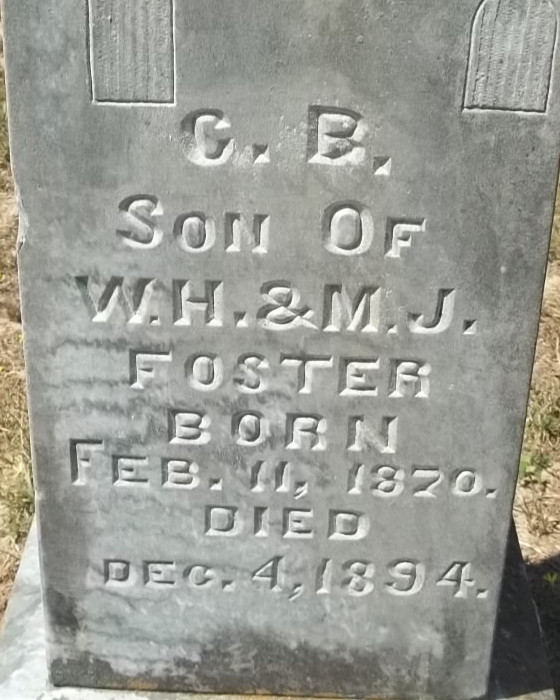 C. B.
SON OF
W.H.&M.J.
FOSTER
BORN
FEB. 11, 1870.
DIED
DEC. 4, 1894.